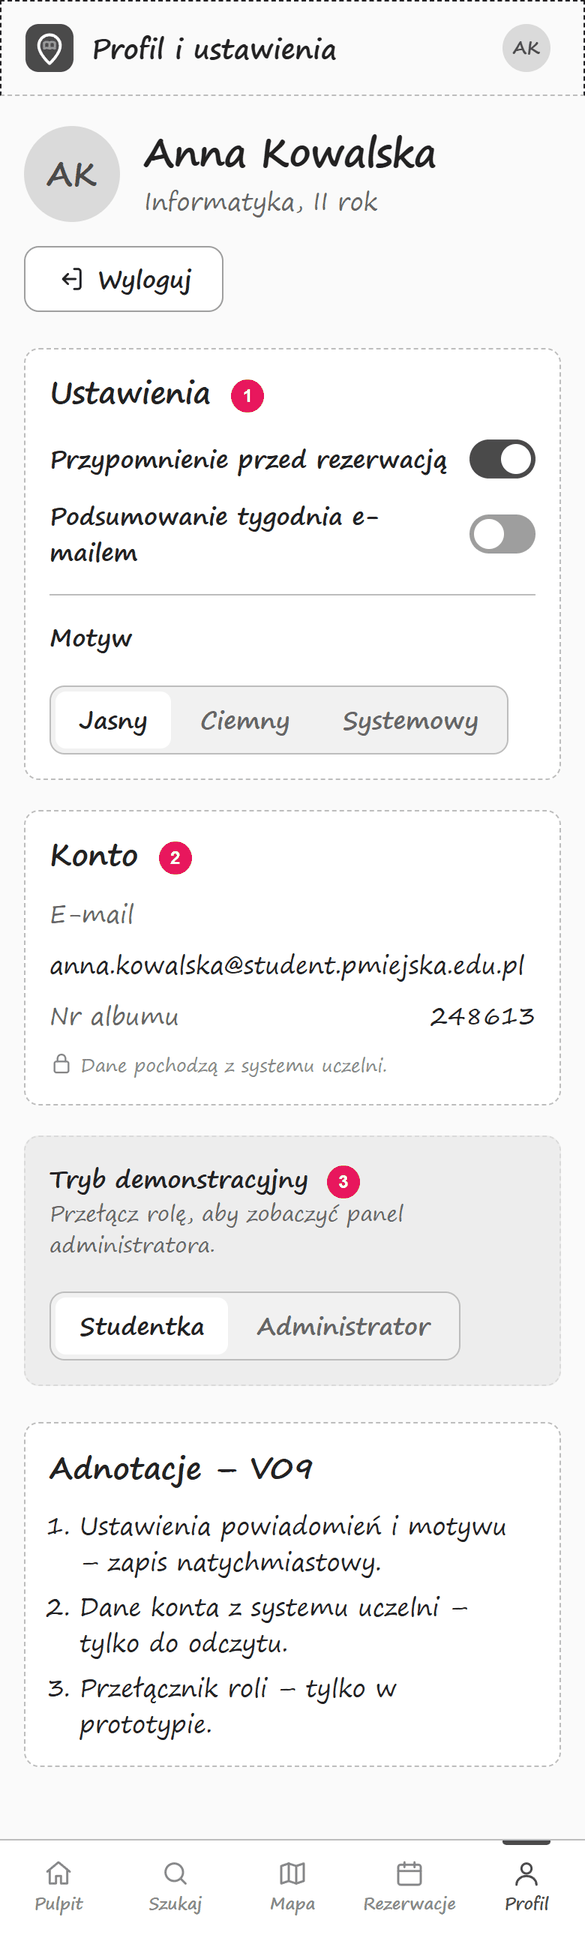 Profil i ustawienia
AK
AK
Anna Kowalska
Informatyka, II rok
Wyloguj
Ustawienia 1
Przypomnienie przed rezerwacją
Podsumowanie tygodnia e-
mailem
Motyw
Jasny Ciemny Systemowy
Konto 2
E-mail
anna.kowalska@student.pmiejska.edu.pl
Nr albumu 248613
Dane pochodzą z systemu uczelni.
Tryb demonstracyjny 3
Przełącz rolę, aby zobaczyć panel
administratora.
Studentka Administrator
Adnotacje – V09
1. Ustawienia powiadomień i motywu
– zapis natychmiastowy.
2. Dane konta z systemu uczelni –
tylko do odczytu.
3. Przełącznik roli – tylko w
prototypie.
Pulpit Szukaj Mapa Rezerwacje Profil